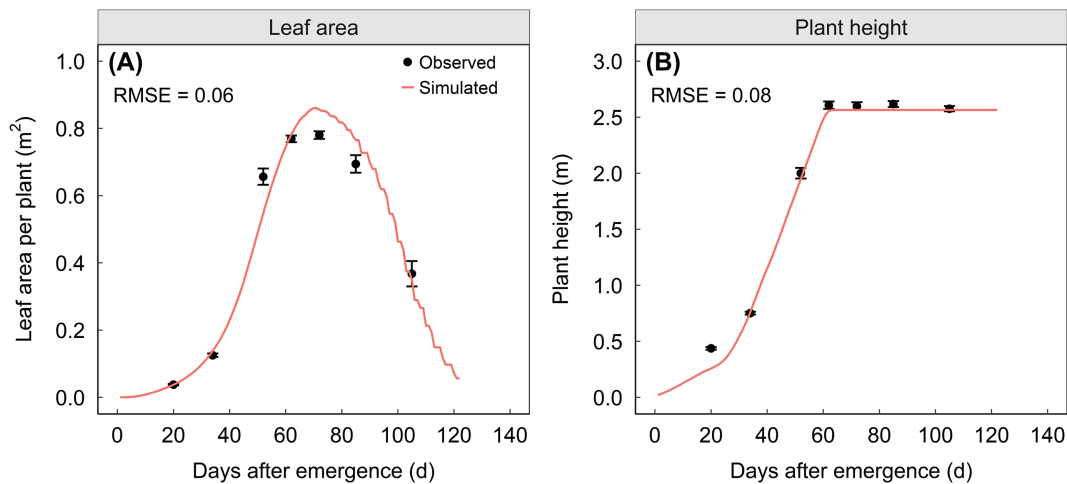 Leaf area
(A)
RMSE = 0.06
Observed
Simulated
1.0
0.8
0.6
0.4
0.2
0.0
Leaf area per plant (m²)
0 20 40 60 80 100 120 140
Days after emergence (d)
Plant height
(B)
RMSE = 0.08
3.0
2.5
2.0
1.5
1.0
0.5
0.0
Plant height (m)
0 20 40 60 80 100 120 140
Days after emergence (d)